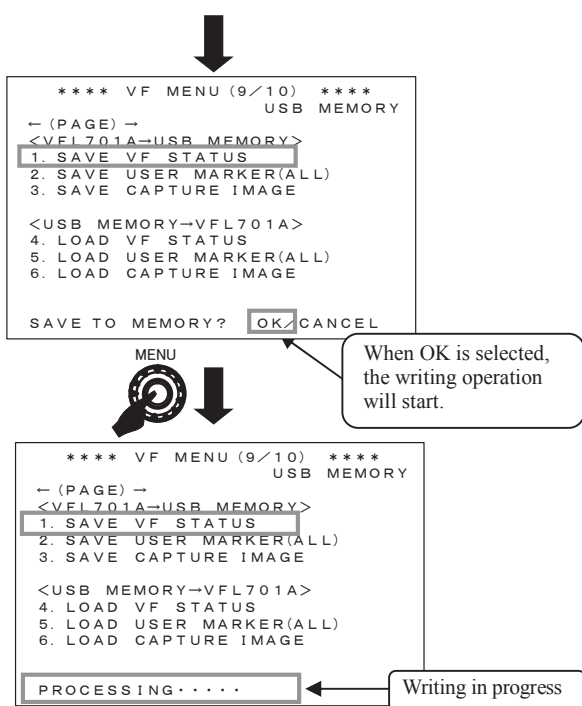 **** VF MENU(9/10) ****
USB MEMORY
←(PAGE)→
<VFL701A→USB MEMORY>
1. SAVE VF STATUS
2. SAVE USER MARKER(ALL)
3. SAVE CAPTURE IMAGE
<USB MEMORY→VFL701A>
4. LOAD VF STATUS
5. LOAD USER MARKER(ALL)
6. LOAD CAPTURE IMAGE
SAVE TO MEMORY? OK/CANCEL
When OK is selected,
the writing operation
will start.
MENU
**** VF MENU(9/10) ****
USB MEMORY
←(PAGE)→
<VFL701A→USB MEMORY>
1. SAVE VF STATUS
2. SAVE USER MARKER(ALL)
3. SAVE CAPTURE IMAGE
<USB MEMORY→VFL701A>
4. LOAD VF STATUS
5. LOAD USER MARKER(ALL)
6. LOAD CAPTURE IMAGE
PROCESSING·····
Writing in progress